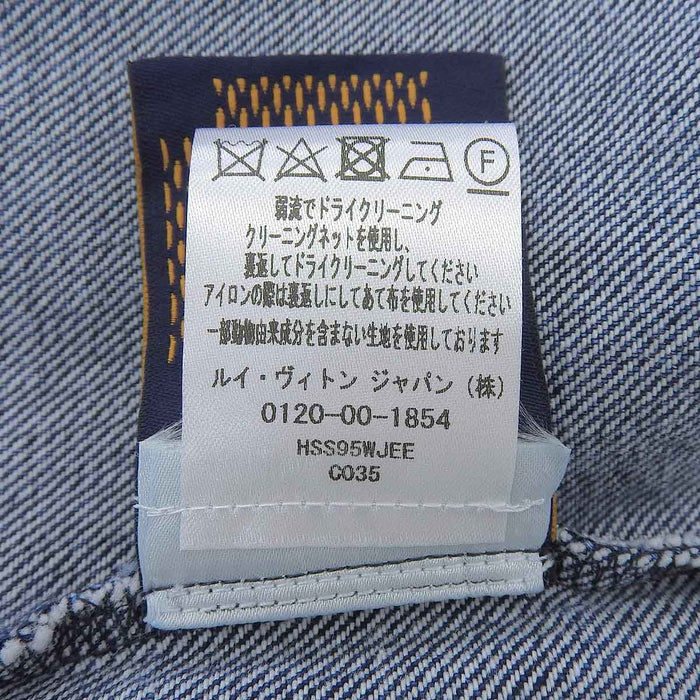 F
弱流でドライクリーニング
クリーニングネットを使用し、
裏返してドライクリーニングしてください
アイロンの際は裏返しにしてあて布を使用してください
一部動物由来成分を含まない生地を使用しております
ルイ・ヴィトン ジャパン (株)
0120-00-1854
HSS95WJEE
C035